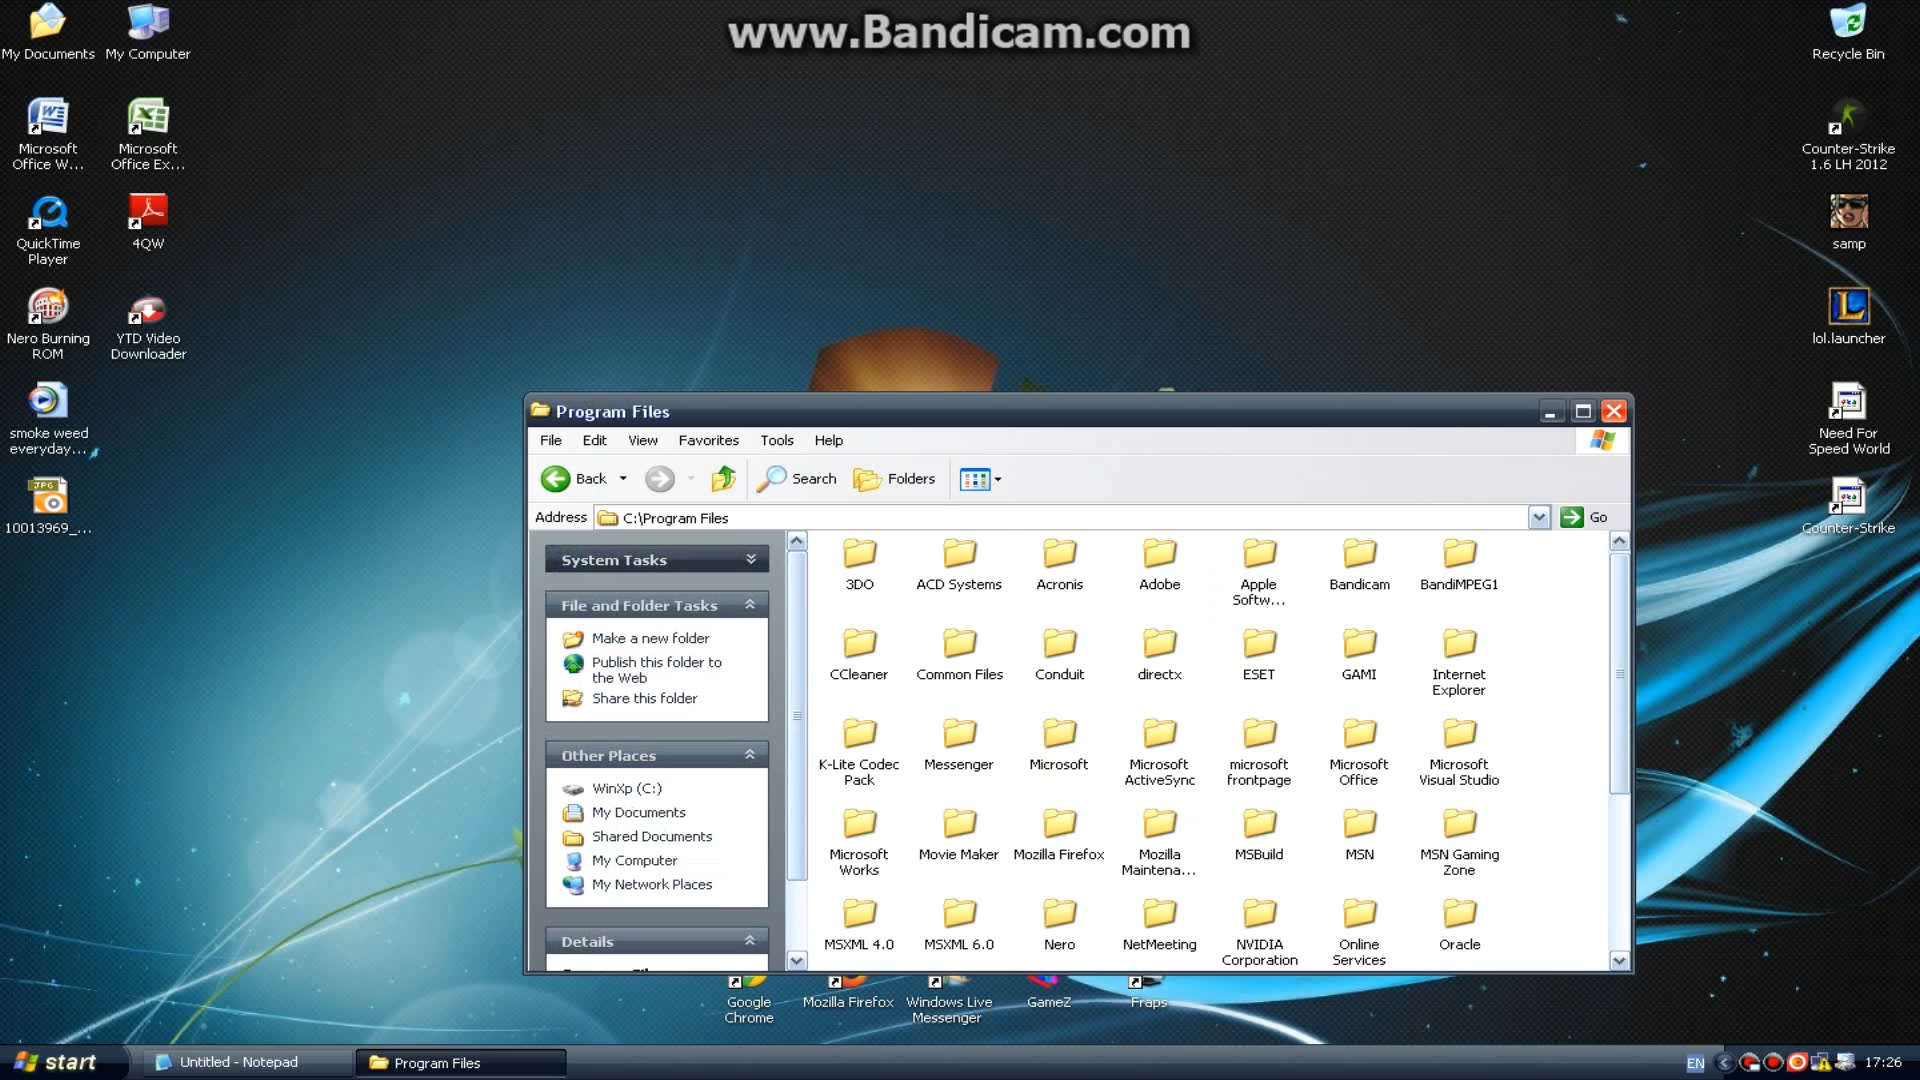 www.Bandicam.com
My Documents
My Computer
Recycle Bin
Microsoft
Office W...
Microsoft
Office Ex...
Counter-Strike
1.6 LH 2012
QuickTime
Player
4QW
samp
Nero Burning
ROM
YTD Video
Downloader
lol.launcher
smoke weed
everyday...
Need For
Speed World
JPG
10013969_...
Counter-Strike
Program Files
File Edit View Favorites Tools Help
Back Search Folders
Address C:\Program Files Go
System Tasks
File and Folder Tasks
Make a new folder
Publish this folder to
the Web
Share this folder
Other Places
WinXp (C:)
My Documents
Shared Documents
My Computer
My Network Places
Details
3DO
ACD Systems
Acronis
Adobe
Apple
Softw...
Bandicam
BandiMPEG1
CCleaner
Common Files
Conduit
directx
ESET
GAMI
Internet
Explorer
K-Lite Codec
Pack
Messenger
Microsoft
Microsoft
ActiveSync
microsoft
frontpage
Microsoft
Office
Microsoft
Visual Studio
Microsoft
Works
Movie Maker
Mozilla Firefox
Mozilla
Maintena...
MSBuild
MSN
MSN Gaming
Zone
MSXML 4.0
MSXML 6.0
Nero
NetMeeting
NVIDIA
Corporation
Online
Services
Oracle
Google
Chrome
Mozilla Firefox
Windows Live
Messenger
GameZ
Fraps
start
Untitled - Notepad
Program Files
EN
17:26